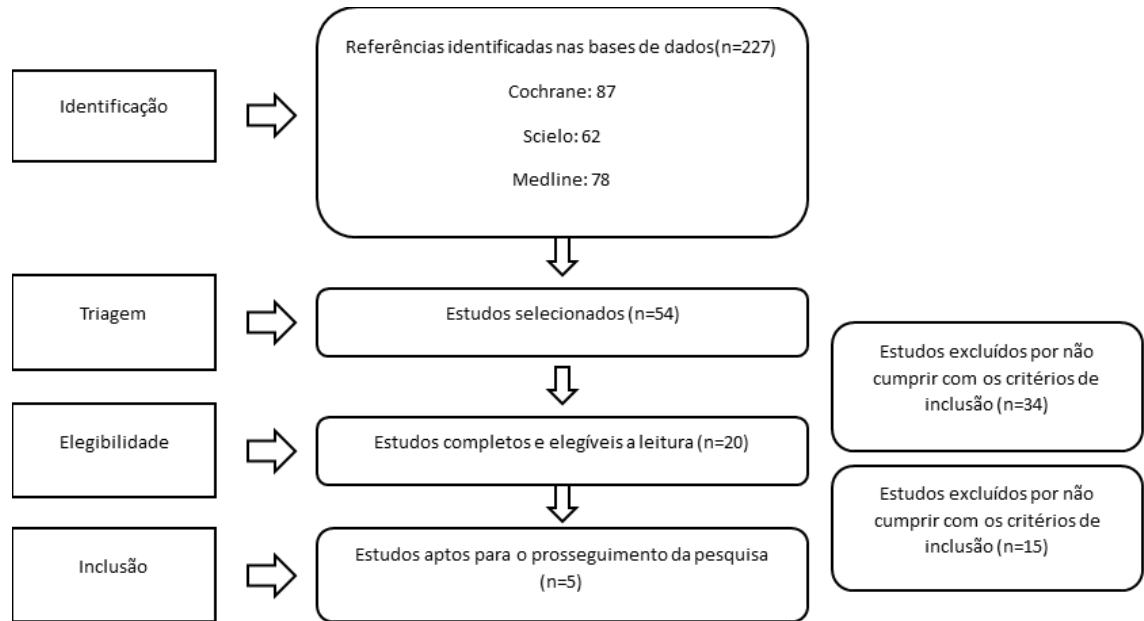 Identificação
Referências identificadas nas bases de dados(n=227)
Cochrane: 87
Scielo: 62
Medline: 78
Triagem
Estudos selecionados (n=54)
Estudos excluídos por não
cumprir com os critérios de
inclusão (n=34)
Elegibilidade
Estudos completos e elegíveis a leitura (n=20)
Estudos excluídos por não
cumprir com os critérios de
inclusão (n=15)
Inclusão
Estudos aptos para o prosseguimento da pesquisa
(n=5)